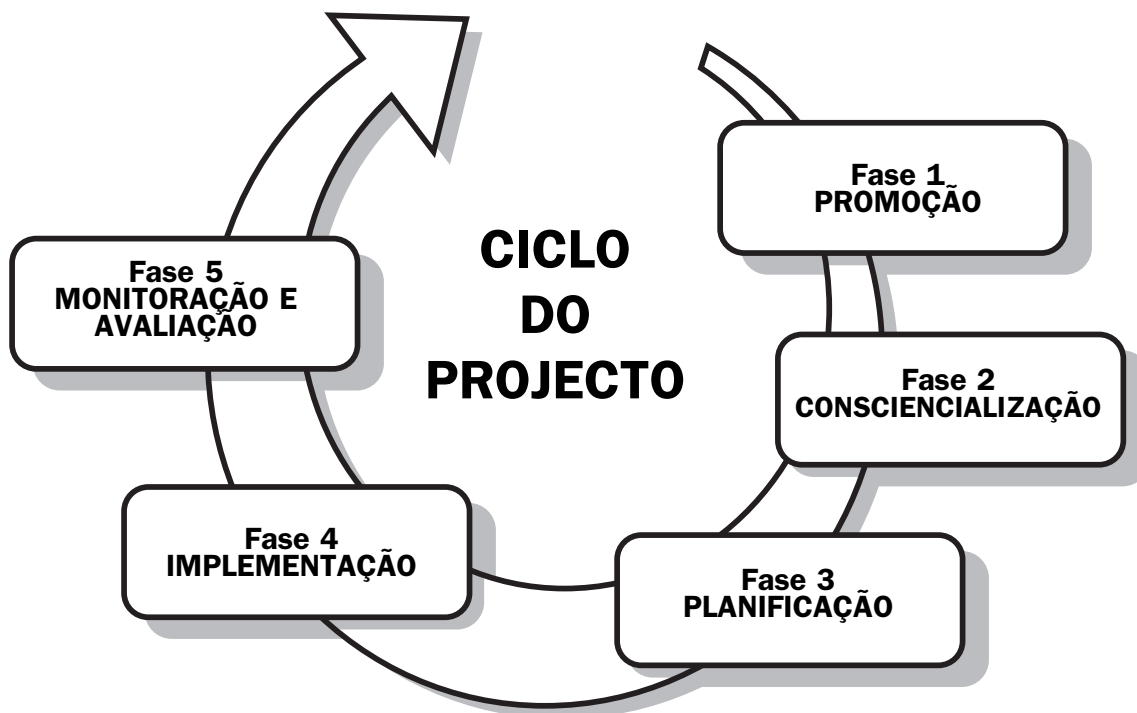 CICLO
DO
PROJECTO
Fase 1
PROMOÇÃO
Fase 2
CONSCIENCIALIZAÇÃO
Fase 3
PLANIFICAÇÃO
Fase 4
IMPLEMENTAÇÃO
Fase 5
MONITORAÇÃO E
AVALIAÇÃO